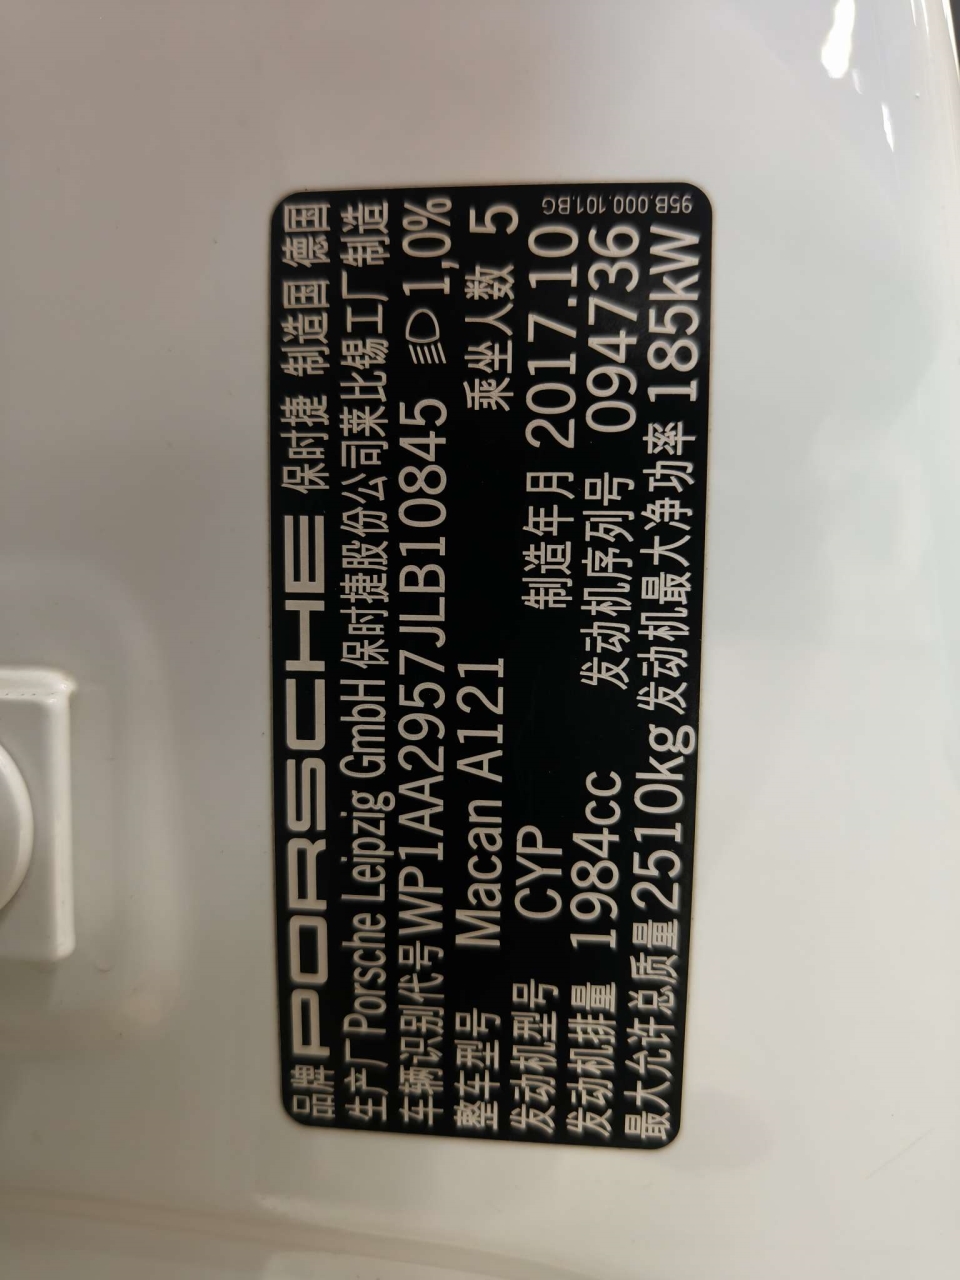 品牌 PORSCHE 保时捷 制造国 德国
生产厂 Porsche Leipzig GmbH 保时捷股份公司莱比锡工厂制造
车辆识别代号 WP1AA2957JLB10845 1,0%
整车型号 Macan A121 乘坐人数 5
发动机型号 CYP 制造年月 2017.10
发动机排量 1984cc 发动机序列号 094736
最大允许总质量 2510kg 发动机最大净功率 185kW
95B.000.101.BG